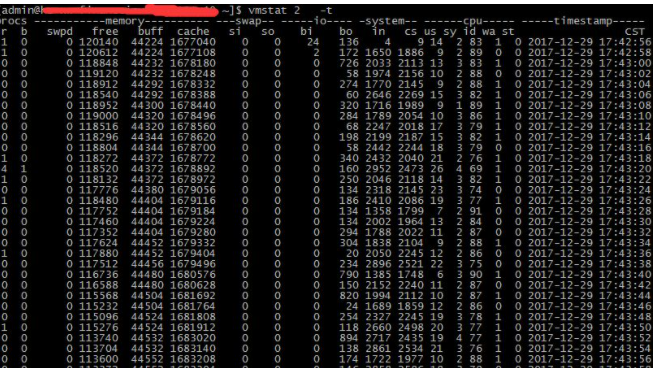 admin@ ~]$ vmstat 2 -t
procs -----------memory---------- ---swap-- -----io---- -system-- ------cpu----- -----timestamp-----
r b swpd free buff cache si so bi bo in cs us sy id wa st CST
1 0 0 120140 44224 1677040 0 0 24 136 4 9 14 2 83 1 0 2017-12-29 17:42:56
0 0 0 120612 44224 1677108 0 0 0 172 1650 1886 9 2 89 0 0 2017-12-29 17:42:58
0 0 0 118848 44232 1678180 0 0 0 726 2033 2113 13 3 83 1 0 2017-12-29 17:43:00
0 0 0 119120 44232 1678248 0 0 0 58 1974 2156 10 2 88 0 0 2017-12-29 17:43:02
0 0 0 118912 44292 1678332 0 0 0 274 1770 2145 9 2 88 1 0 2017-12-29 17:43:04
0 0 0 118540 44292 1678388 0 0 0 60 2646 2269 15 3 82 1 0 2017-12-29 17:43:06
0 0 0 118952 44300 1678440 0 0 0 320 1716 1989 9 1 89 1 0 2017-12-29 17:43:08
0 0 0 119000 44320 1678496 0 0 0 284 1789 2054 10 3 86 1 0 2017-12-29 17:43:10
0 0 0 118516 44320 1678560 0 0 0 68 2247 2018 17 3 79 1 0 2017-12-29 17:43:12
0 0 0 118296 44344 1678620 0 0 0 198 2199 2187 15 3 82 1 0 2017-12-29 17:43:14
0 0 0 118804 44344 1678700 0 0 0 58 2442 2244 18 3 79 0 0 2017-12-29 17:43:16
1 0 0 118272 44372 1678772 0 0 0 340 2432 2040 21 2 76 1 0 2017-12-29 17:43:18
4 1 0 118520 44372 1678892 0 0 0 160 2952 2473 26 4 69 1 0 2017-12-29 17:43:20
1 0 0 118132 44372 1678972 0 0 0 250 2046 2118 14 3 82 1 0 2017-12-29 17:43:22
0 0 0 117776 44380 1679056 0 0 0 134 2318 2145 23 3 74 0 0 2017-12-29 17:43:24
1 0 0 118480 44404 1679116 0 0 0 186 2410 2086 19 3 77 1 0 2017-12-29 17:43:26
0 0 0 117752 44404 1679184 0 0 0 134 1358 1799 7 2 91 0 0 2017-12-29 17:43:28
0 0 0 117460 44404 1679224 0 0 0 134 2002 1964 13 2 84 0 0 2017-12-29 17:43:30
0 0 0 117352 44404 1679280 0 0 0 294 1788 2022 11 2 87 0 0 2017-12-29 17:43:32
0 0 0 117624 44452 1679332 0 0 0 304 1838 2104 9 2 88 1 0 2017-12-29 17:43:34
1 0 0 117880 44452 1679404 0 0 0 20 2050 2245 12 2 86 0 0 2017-12-29 17:43:36
0 0 0 117512 44456 1679496 0 0 0 234 2896 2521 22 3 75 0 0 2017-12-29 17:43:38
0 0 0 116736 44480 1680576 0 0 0 790 1385 1748 6 3 90 1 0 2017-12-29 17:43:40
0 0 0 116588 44480 1680628 0 0 0 150 2152 2240 11 2 87 0 0 2017-12-29 17:43:42
0 0 0 115568 44504 1681692 0 0 0 820 1994 2112 10 2 87 1 0 2017-12-29 17:43:44
0 0 0 115232 44504 1681764 0 0 0 24 1689 1859 12 2 86 0 0 2017-12-29 17:43:46
0 0 0 115096 44524 1681808 0 0 0 254 2327 2245 19 3 78 1 0 2017-12-29 17:43:48
1 0 0 115276 44524 1681912 0 0 0 118 2660 2498 20 3 77 1 0 2017-12-29 17:43:50
0 0 0 113740 44532 1683020 0 0 0 894 2717 2435 19 4 77 1 0 2017-12-29 17:43:52
0 0 0 113704 44532 1683140 0 0 0 138 2861 2534 21 3 76 1 0 2017-12-29 17:43:54
0 0 0 113600 44552 1683208 0 0 0 174 1722 1977 10 2 88 1 0 2017-12-29 17:43:56